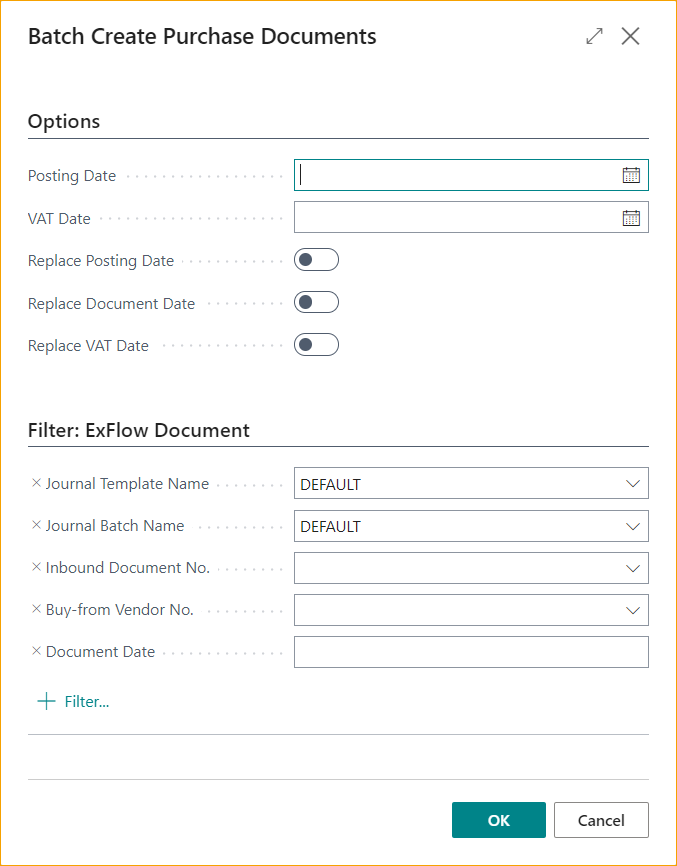 Batch Create Purchase Documents
Options
Posting Date
VAT Date
Replace Posting Date
Replace Document Date
Replace VAT Date
Filter: ExFlow Document
× Journal Template Name DEFAULT
× Journal Batch Name DEFAULT
× Inbound Document No.
× Buy-from Vendor No.
× Document Date
+ Filter...
OK Cancel